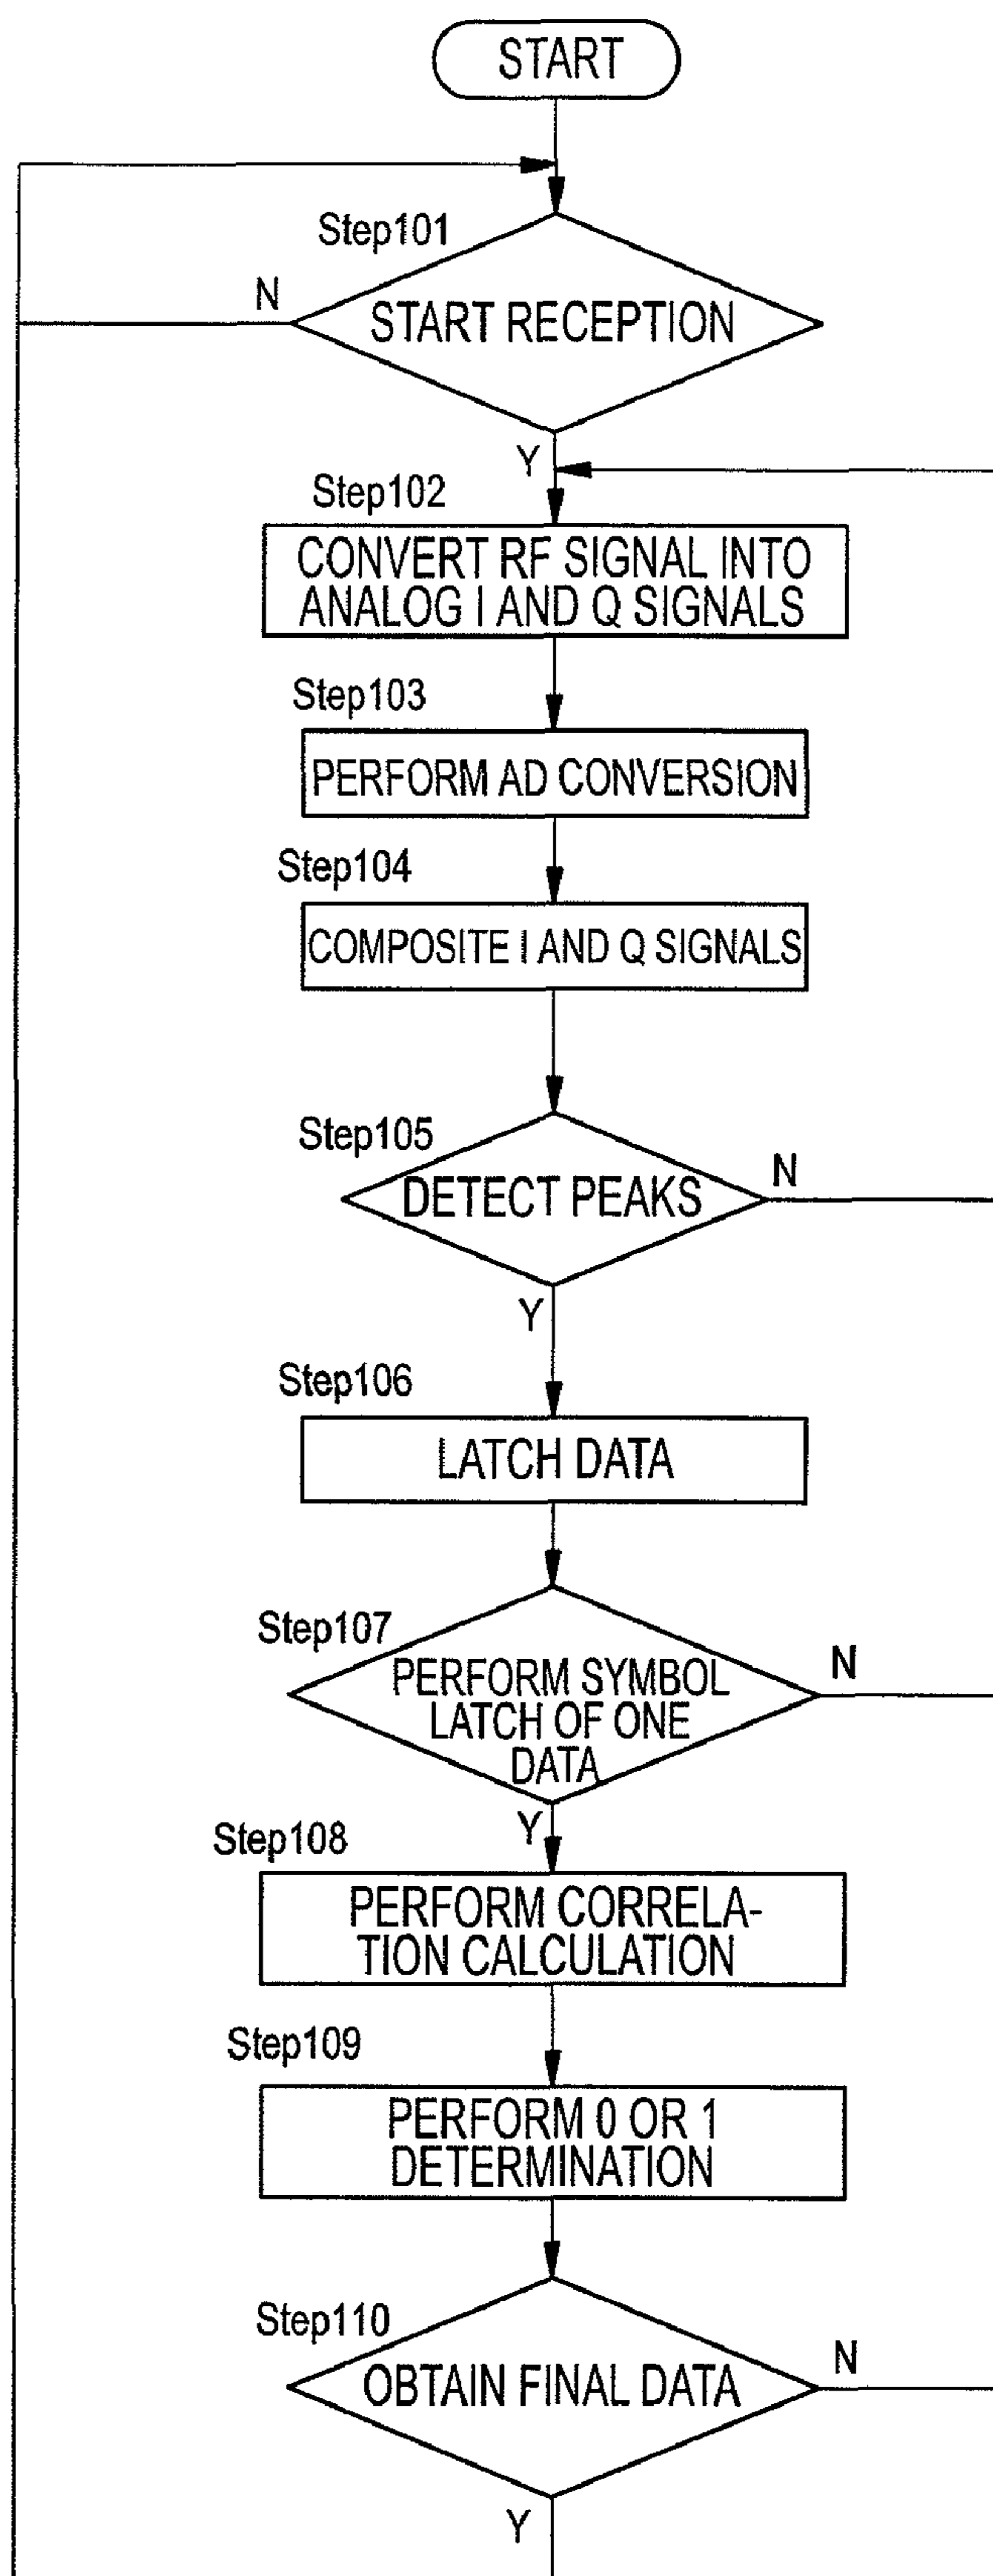 START
Step101
N
START RECEPTION
Y
Step102
CONVERT RF SIGNAL INTO
ANALOG I AND Q SIGNALS
Step103
PERFORM AD CONVERSION
Step104
COMPOSITE I AND Q SIGNALS
Step105
N
DETECT PEAKS
Y
Step106
LATCH DATA
Step107
N
PERFORM SYMBOL
LATCH OF ONE
DATA
Y
Step108
PERFORM CORRELA-
TION CALCULATION
Step109
PERFORM 0 OR 1
DETERMINATION
Step110
N
OBTAIN FINAL DATA
Y